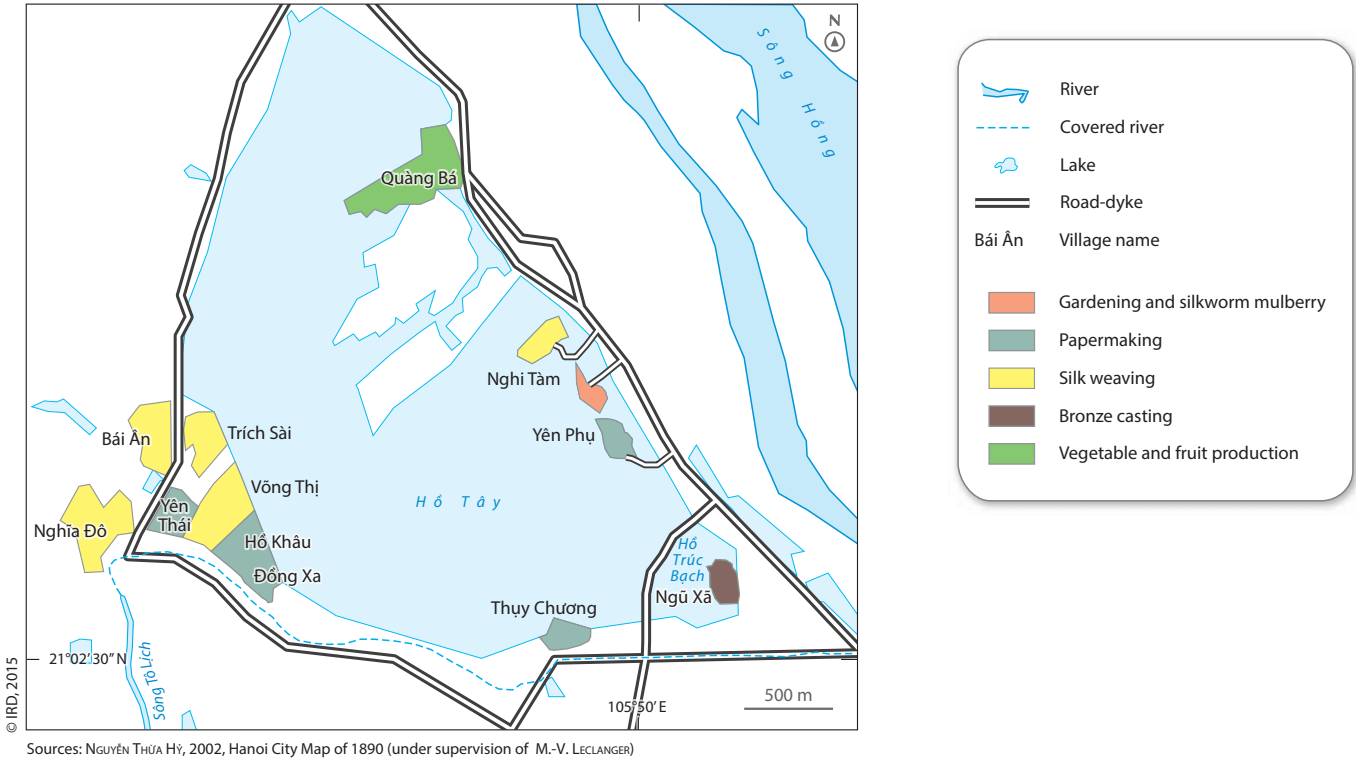 N
Sông Hồng
Quàng Bá
Nghi Tàm
Bái Ân
Trích Sài
Yên Phụ
Võng Thị
Hồ Tây
Yên
Thái
Nghĩa Đô
Hồ Khâu
Hồ
Trúc
Bạch
Đồng Xa
Ngũ Xã
Thụy Chương
21°02’30’’ N
Sông Tô Lịch
105°50’ E
500 m
© IRD, 2015
River
Covered river
Lake
Road-dyke
Bái Ân
Village name
Gardening and silkworm mulberry
Papermaking
Silk weaving
Bronze casting
Vegetable and fruit production
Sources: Nguyễn Thừa Hỷ, 2002, Hanoi City Map of 1890 (under supervision of M.-V. Leclanger)